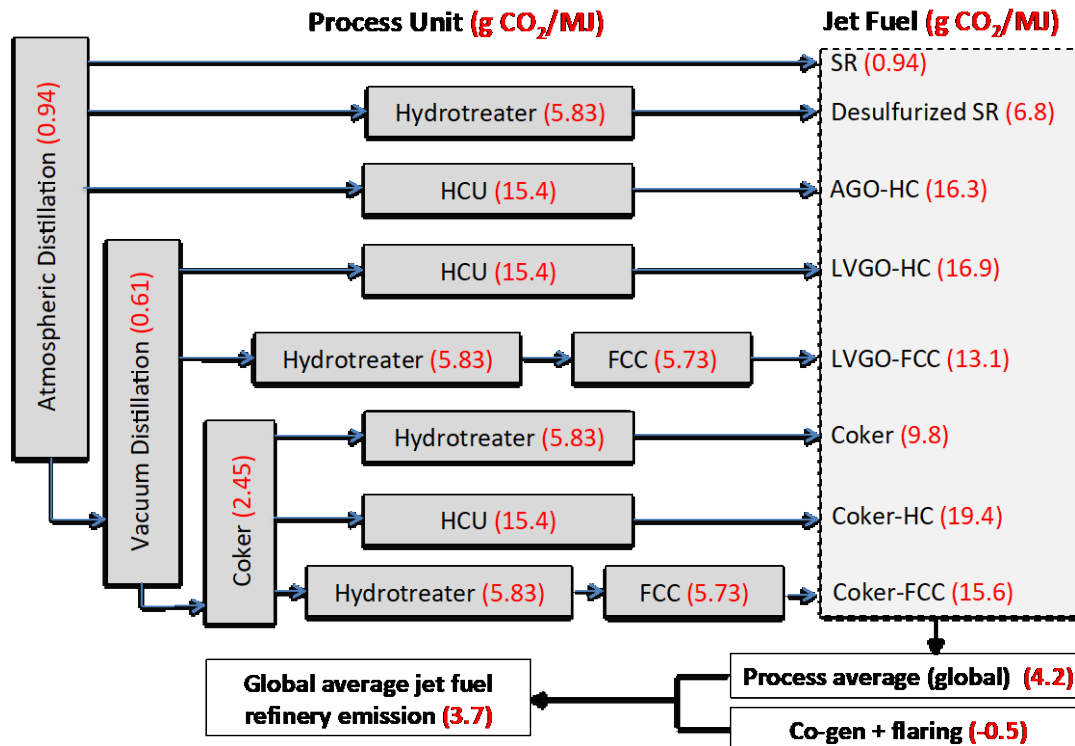 Process Unit (g CO₂/MJ)
Jet Fuel (g CO₂/MJ)
Atmospheric Distillation (0.94)
SR (0.94)
Hydrotreater (5.83)
Desulfurized SR (6.8)
HCU (15.4)
AGO-HC (16.3)
Vacuum Distillation (0.61)
HCU (15.4)
LVGO-HC (16.9)
Hydrotreater (5.83)
FCC (5.73)
LVGO-FCC (13.1)
Coker (2.45)
Hydrotreater (5.83)
Coker (9.8)
HCU (15.4)
Coker-HC (19.4)
Hydrotreater (5.83)
FCC (5.73)
Coker-FCC (15.6)
Global average jet fuel
refinery emission (3.7)
Process average (global) (4.2)
Co-gen + flaring (-0.5)